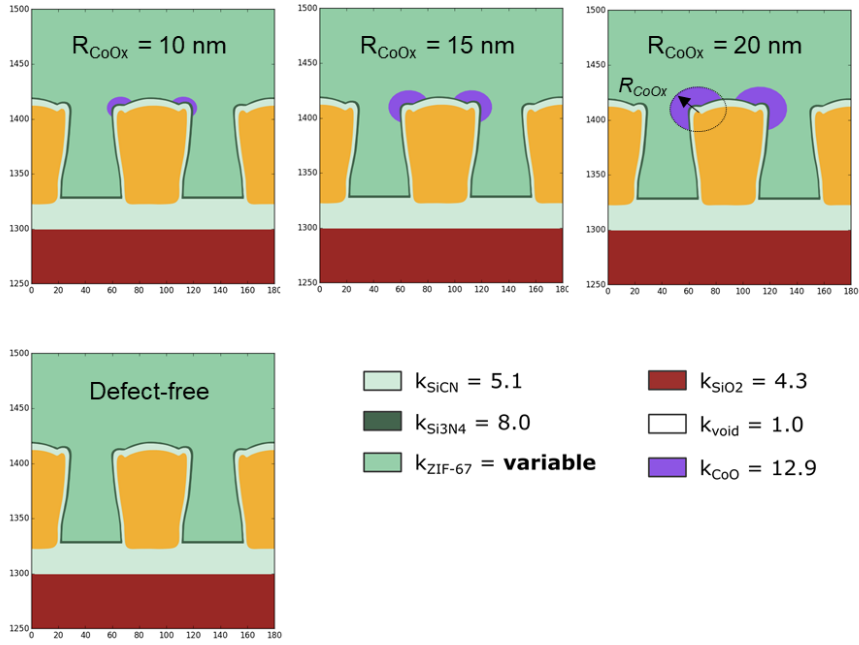 R_CoOx = 10 nm
R_CoOx = 15 nm
R_CoOx = 20 nm
R_CoOx
1500
1450
1400
1350
1300
1250
0 20 40 60 80 100 120 140 160 180
1500
1450
1400
1350
1300
1250
0 20 40 60 80 100 120 140 160 180
1500
1450
1400
1350
1300
1250
0 20 40 60 80 100 120 140 160 180
Defect-free
1500
1450
1400
1350
1300
1250
0 20 40 60 80 100 120 140 160 180
k_SiCN = 5.1
k_Si3N4 = 8.0
k_ZIF-67 = variable
k_SiO2 = 4.3
k_void = 1.0
k_CoO = 12.9